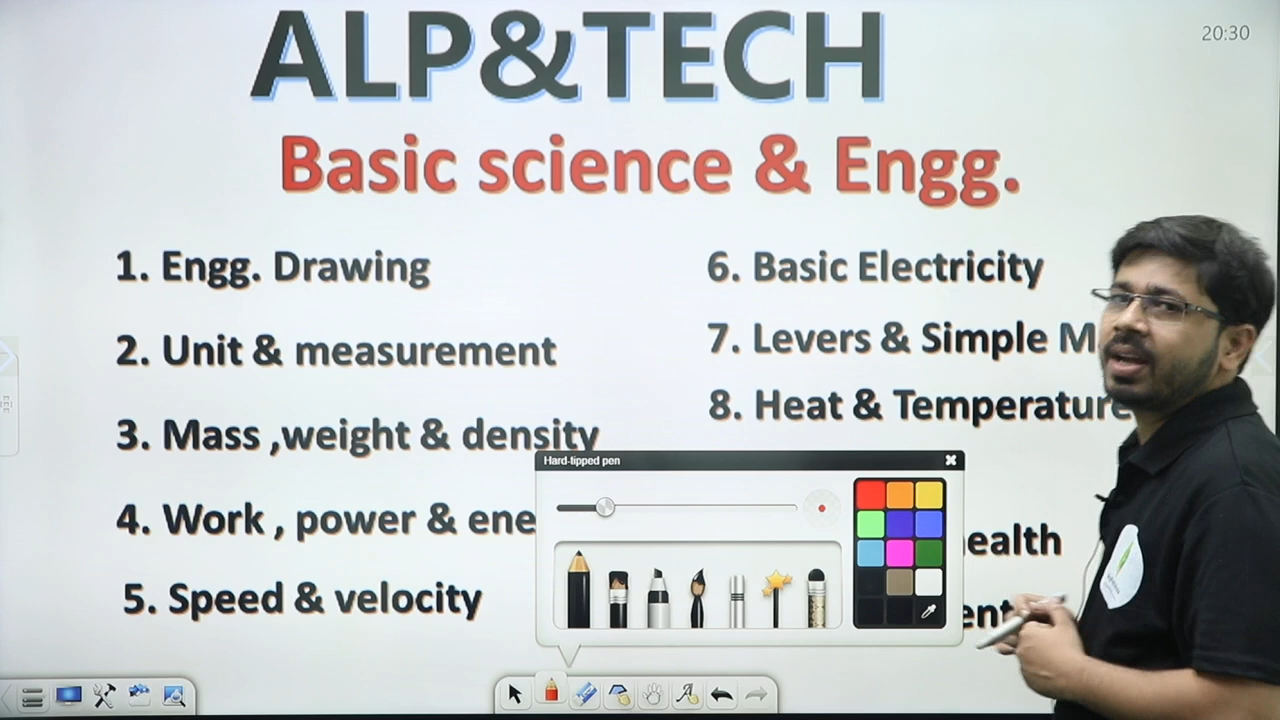 ALP&TECH
20:30
Basic science & Engg.
1. Engg. Drawing
2. Unit & measurement
3. Mass ,weight & density
4. Work , power & ene
5. Speed & velocity
6. Basic Electricity
7. Levers & Simple M
8. Heat & Temperature
ealth
ent
Hard-tipped pen